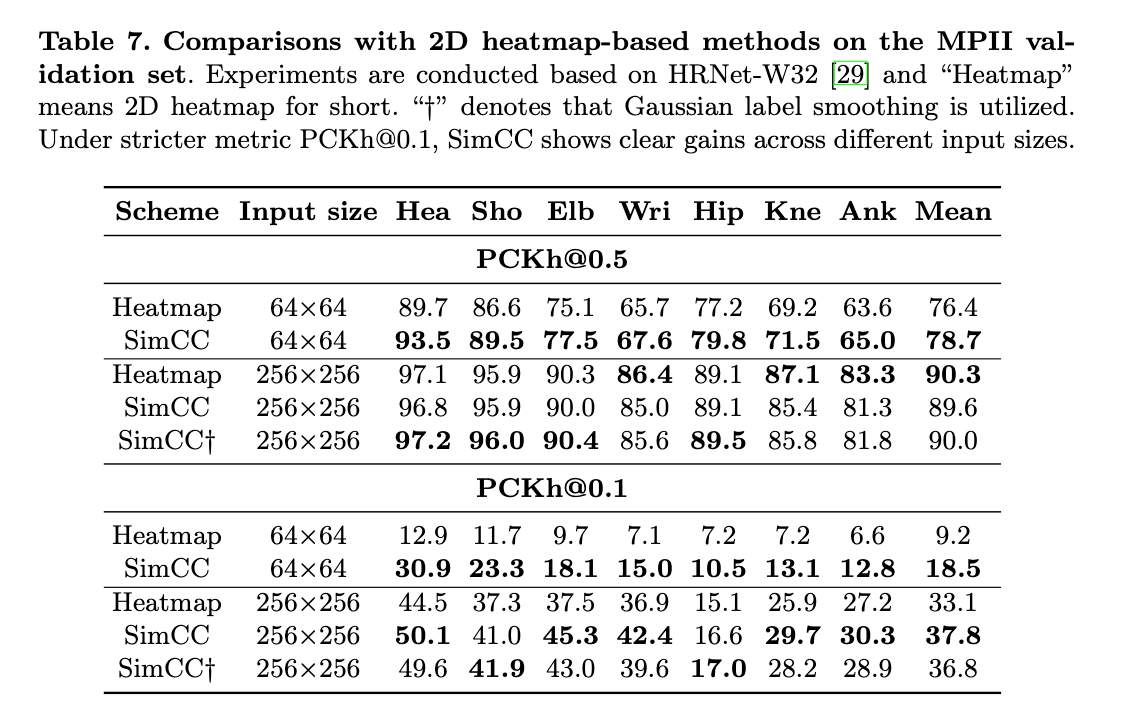 Table 7. Comparisons with 2D heatmap-based methods on the MPII val-
idation set. Experiments are conducted based on HRNet-W32 [29] and “Heatmap”
means 2D heatmap for short. “†” denotes that Gaussian label smoothing is utilized.
Under stricter metric PCKh@0.1, SimCC shows clear gains across different input sizes.
Scheme Input size Hea Sho Elb Wri Hip Kne Ank Mean
PCKh@0.5
Heatmap 64×64 89.7 86.6 75.1 65.7 77.2 69.2 63.6 76.4
SimCC 64×64 93.5 89.5 77.5 67.6 79.8 71.5 65.0 78.7
Heatmap 256×256 97.1 95.9 90.3 86.4 89.1 87.1 83.3 90.3
SimCC 256×256 96.8 95.9 90.0 85.0 89.1 85.4 81.3 89.6
SimCC† 256×256 97.2 96.0 90.4 85.6 89.5 85.8 81.8 90.0
PCKh@0.1
Heatmap 64×64 12.9 11.7 9.7 7.1 7.2 7.2 6.6 9.2
SimCC 64×64 30.9 23.3 18.1 15.0 10.5 13.1 12.8 18.5
Heatmap 256×256 44.5 37.3 37.5 36.9 15.1 25.9 27.2 33.1
SimCC 256×256 50.1 41.0 45.3 42.4 16.6 29.7 30.3 37.8
SimCC† 256×256 49.6 41.9 43.0 39.6 17.0 28.2 28.9 36.8